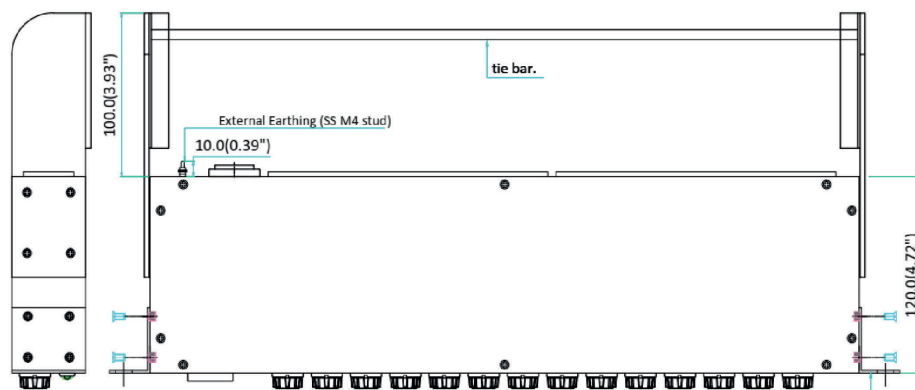 100.0(3.93")
tie bar.
External Earthing (SS M4 stud)
10.0(0.39")
120.0(4.72")